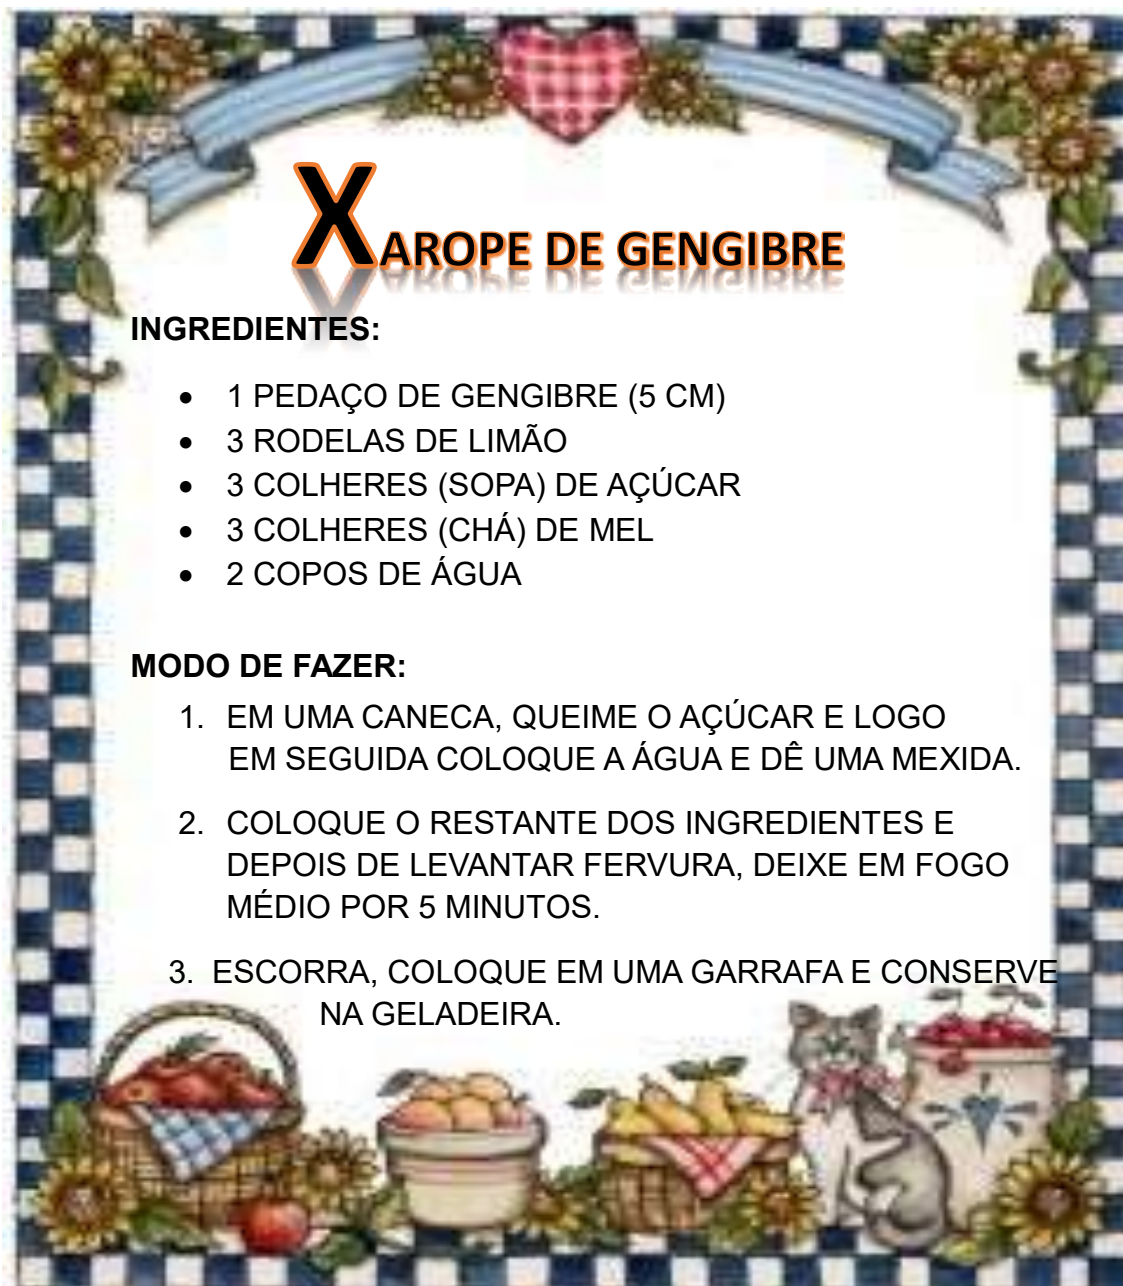 XAROPE DE GENGIBRE
INGREDIENTES:
• 1 PEDAÇO DE GENGIBRE (5 CM)
• 3 RODELAS DE LIMÃO
• 3 COLHERES (SOPA) DE AÇÚCAR
• 3 COLHERES (CHÁ) DE MEL
• 2 COPOS DE ÁGUA
MODO DE FAZER:
1. EM UMA CANECA, QUEIME O AÇÚCAR E LOGO
EM SEGUIDA COLOQUE A ÁGUA E DÊ UMA MEXIDA.
2. COLOQUE O RESTANTE DOS INGREDIENTES E
DEPOIS DE LEVANTAR FERVURA, DEIXE EM FOGO
MÉDIO POR 5 MINUTOS.
3. ESCORRA, COLOQUE EM UMA GARRAFA E CONSERVE
NA GELADEIRA.